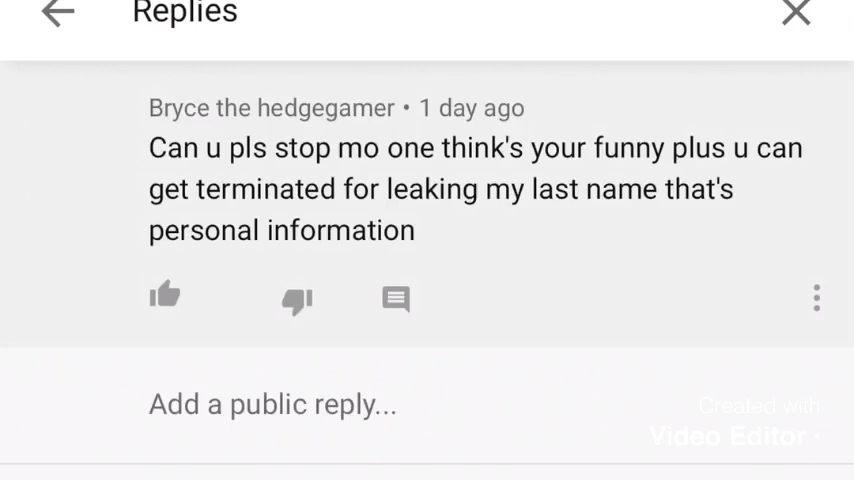 Replies
Bryce the hedgegamer • 1 day ago
Can u pls stop mo one think's your funny plus u can
get terminated for leaking my last name that's
personal information
Add a public reply...
Created with
Video Editor